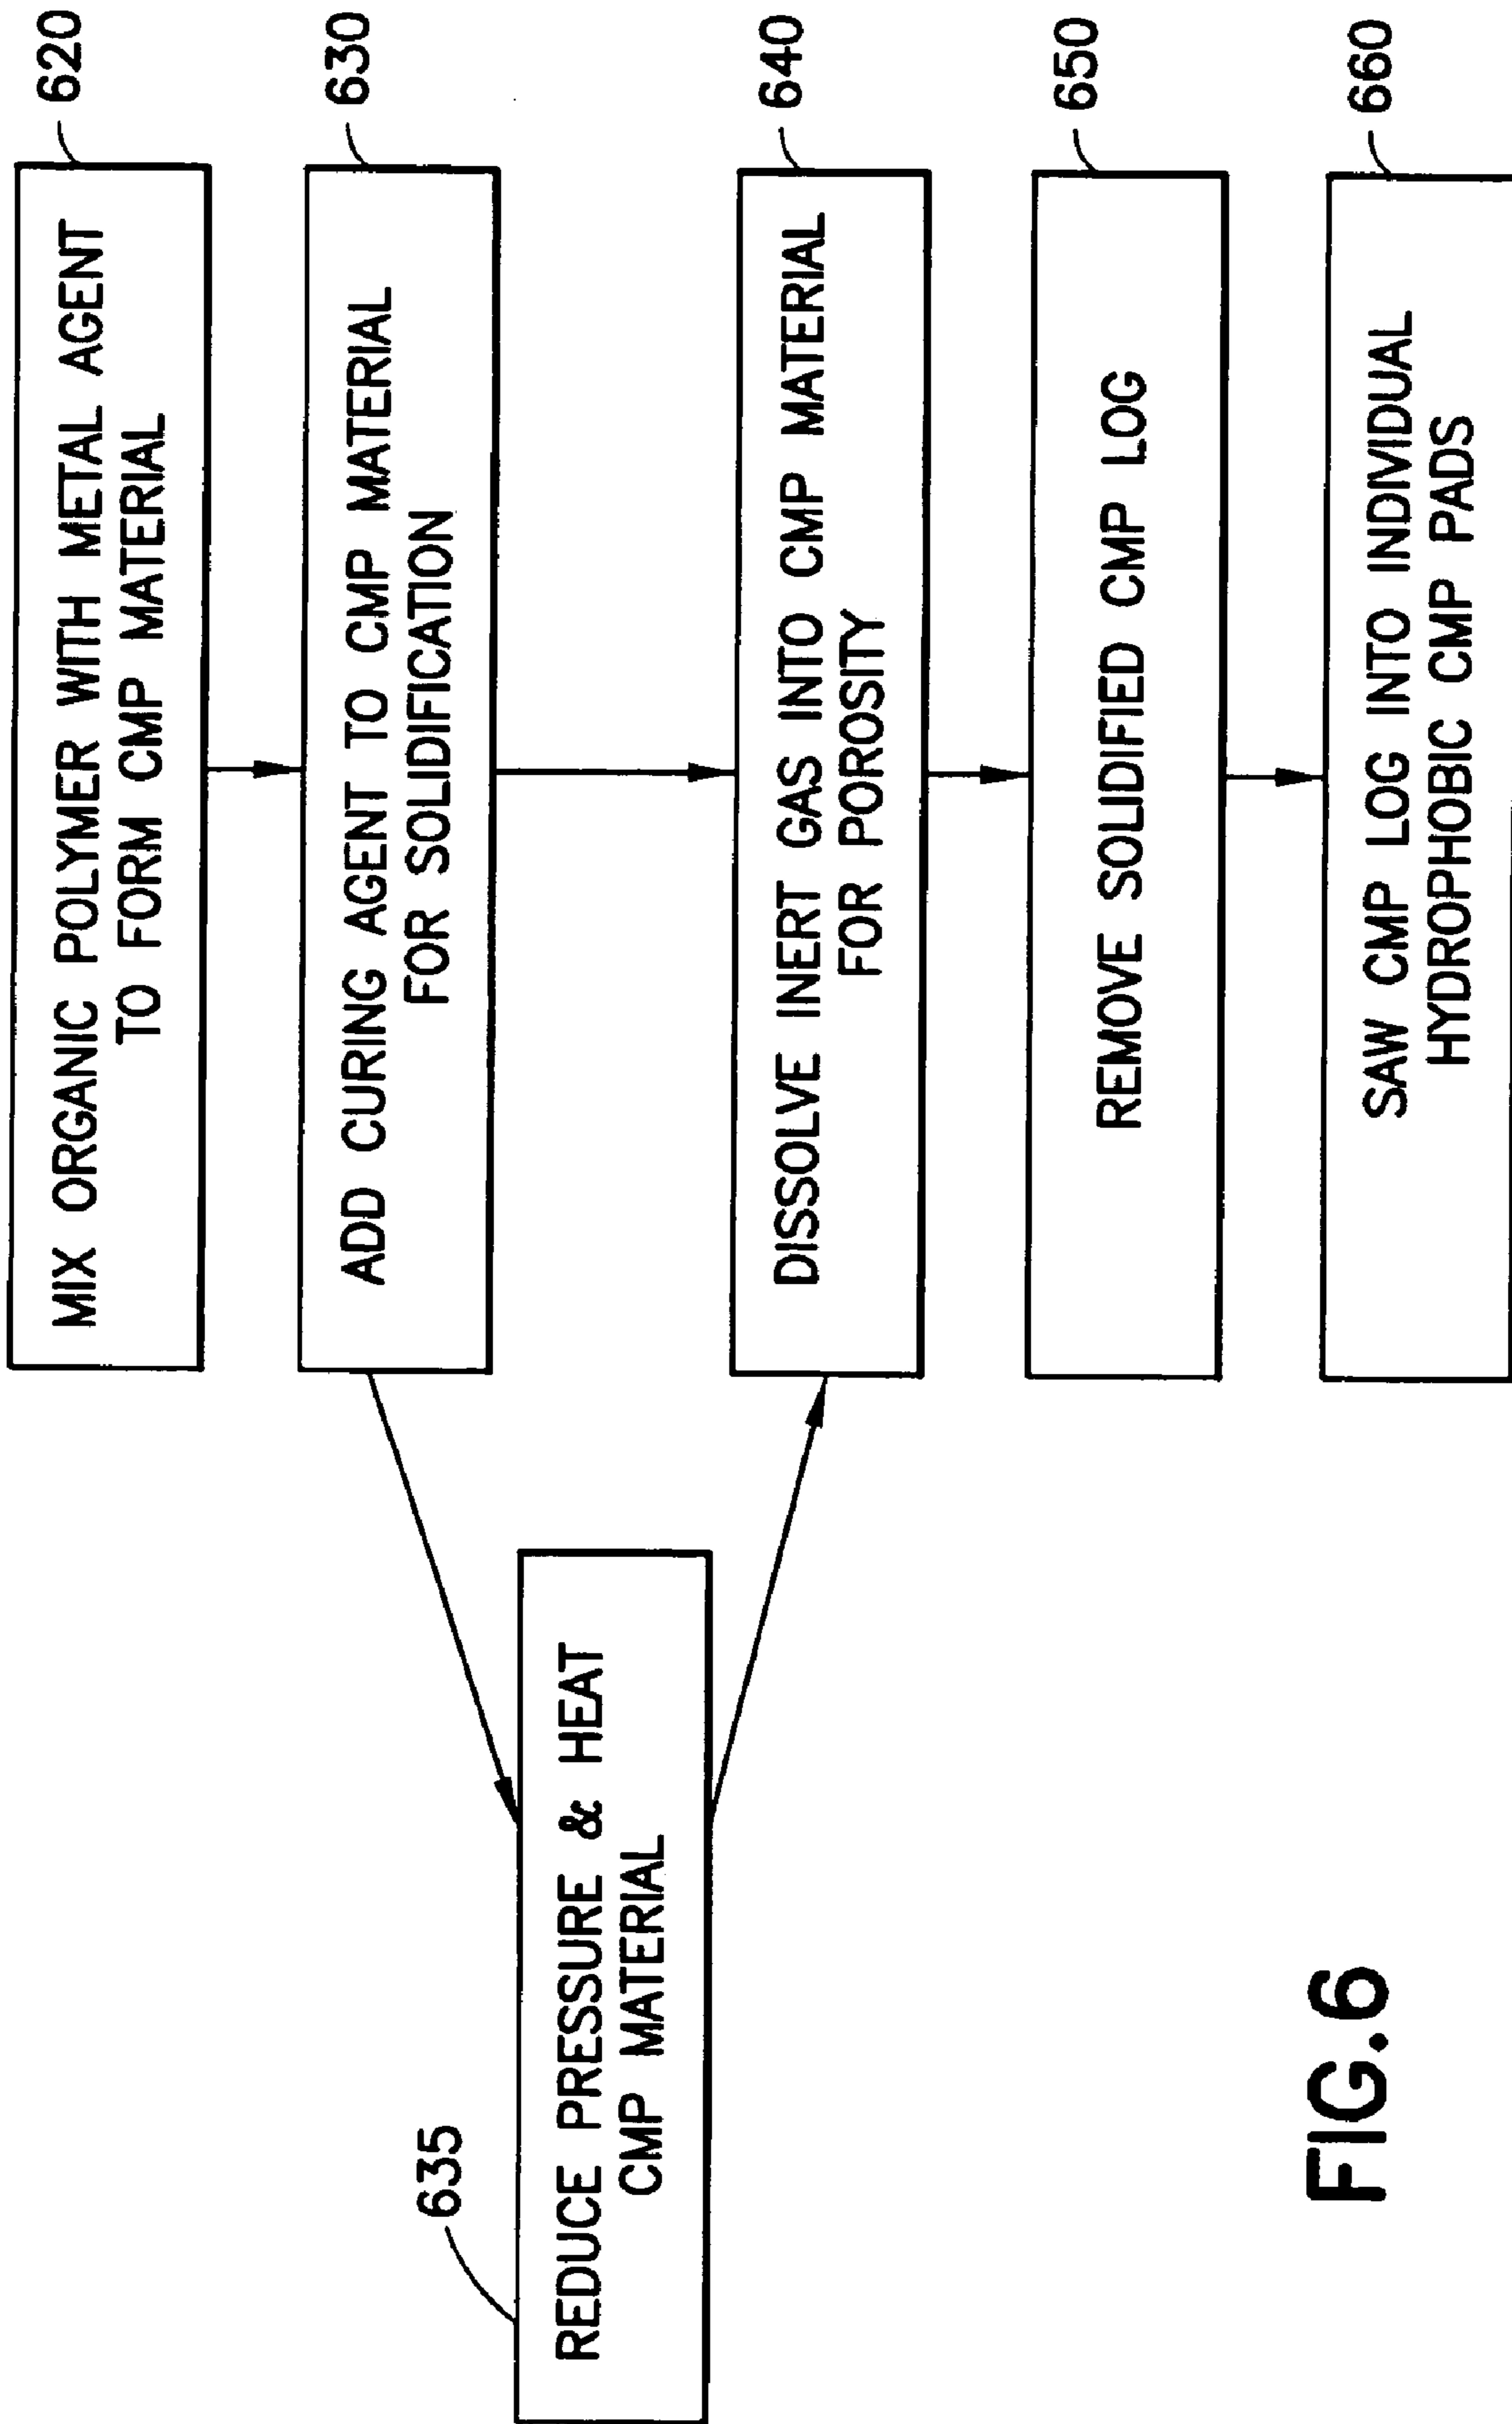 620
MIX ORGANIC POLYMER WITH METAL AGENT
TO FORM CMP MATERIAL
630
ADD CURING AGENT TO CMP MATERIAL
FOR SOLIDIFICATION
635
REDUCE PRESSURE & HEAT
CMP MATERIAL
640
DISSOLVE INERT GAS INTO CMP MATERIAL
FOR POROSITY
650
REMOVE SOLIDIFIED CMP LOG
660
SAW CMP LOG INTO INDIVIDUAL
HYDROPHOBIC CMP PADS
FIG.6